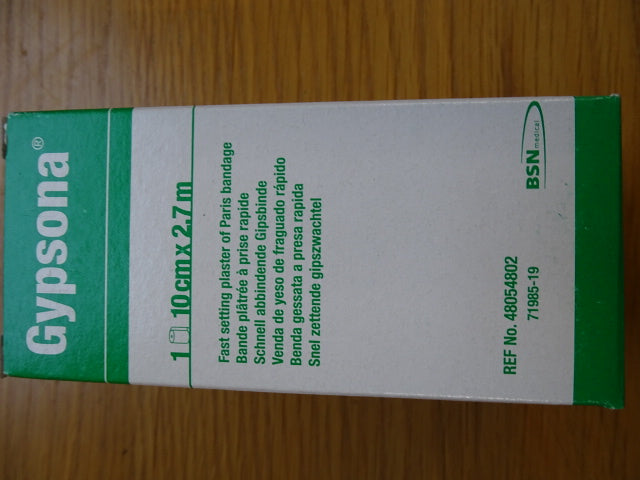 Gypsona®
1 10 cm x 2.7 m
Fast setting plaster of Paris bandage
Bande plâtrée à prise rapide
Schnell abbindende Gipsbinde
Venda de yeso de fraguado rápido
Benda gessata a presa rapida
Snel zettende gipszwachtel
BSN medical
REF No. 48054802
71985-19